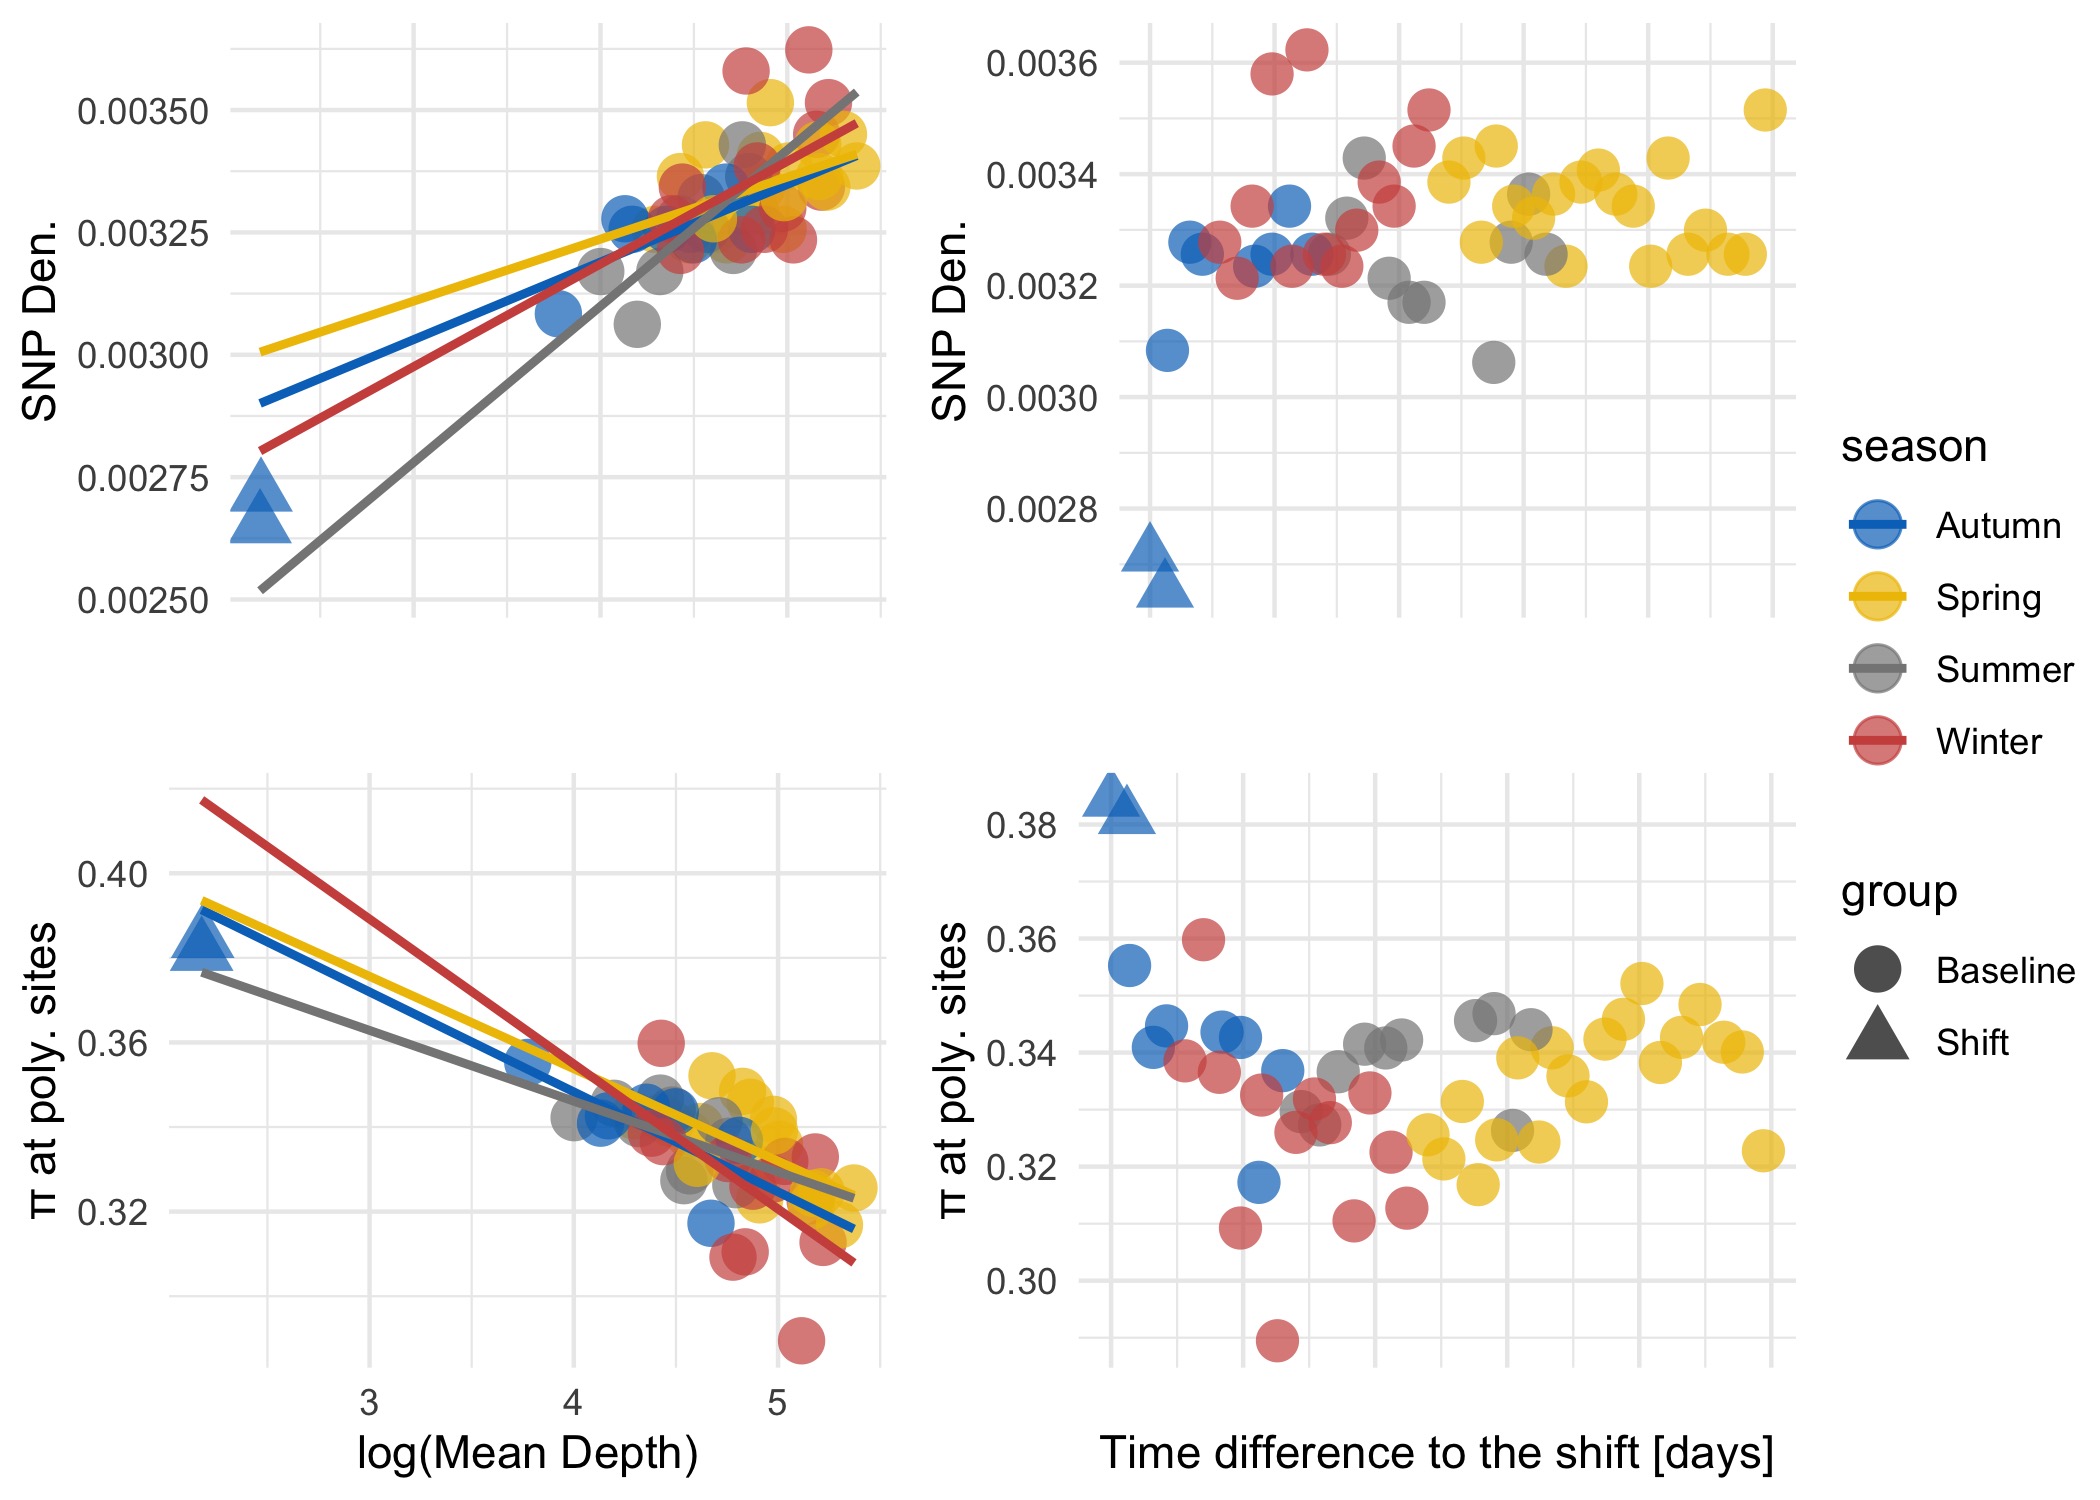 SNP Den.
0.00350
0.00325
0.00300
0.00275
0.00250
SNP Den.
0.0036
0.0034
0.0032
0.0030
0.0028
π at poly. sites
0.40
0.36
0.32
3 4 5
log(Mean Depth)
π at poly. sites
0.38
0.36
0.34
0.32
0.30
Time difference to the shift [days]
season
Autumn
Spring
Summer
Winter
group
Baseline
Shift